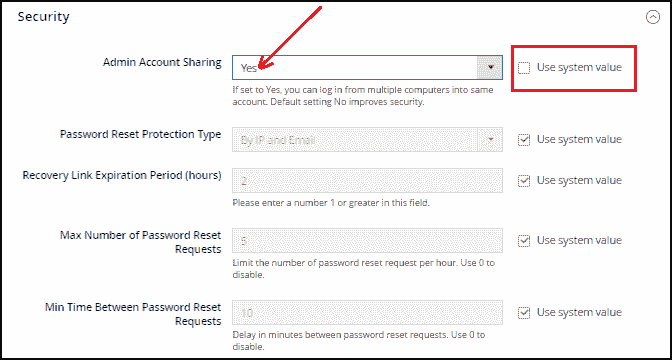 Security
Admin Account Sharing
Yes
Use system value
If set to Yes, you can log in from multiple computers into same
account. Default setting No improves security.
Password Reset Protection Type
By IP and Email
Use system value
Recovery Link Expiration Period (hours)
2
Use system value
Please enter a number 1 or greater in this field.
Max Number of Password Reset
Requests
5
Use system value
Limit the number of password reset request per hour. Use 0 to
disable.
Min Time Between Password Reset
Requests
10
Use system value
Delay in minutes between password reset requests. Use 0 to
disable.